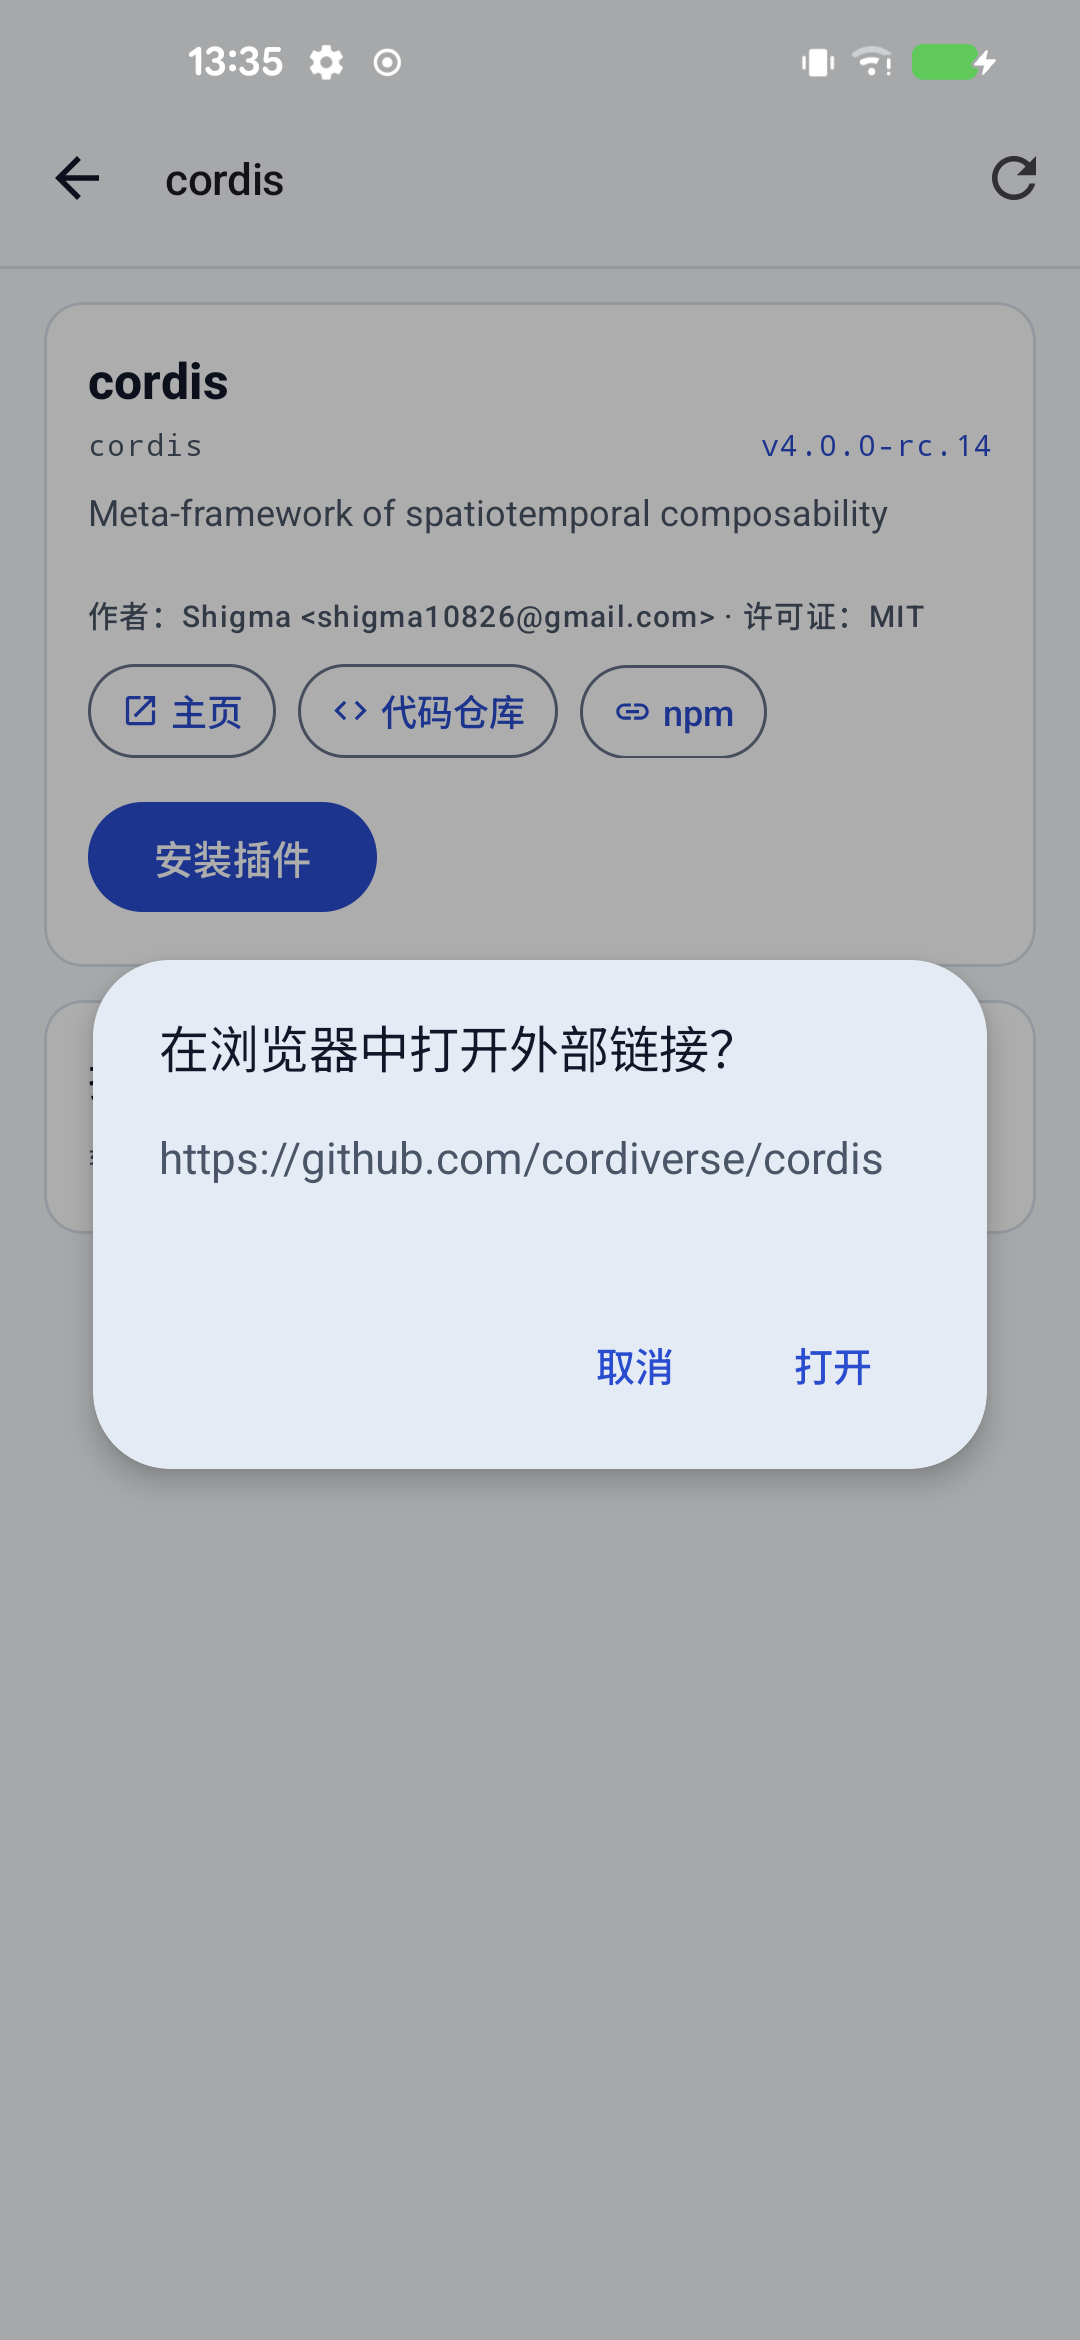 13:35
cordis
cordis
cordis
v4.0.0-rc.14
Meta-framework of spatiotemporal composability
作者：Shigma <shigma10826@gmail.com> · 许可证：MIT
主页
代码仓库
npm
安装插件
在浏览器中打开外部链接？
https://github.com/cordiverse/cordis
取消
打开